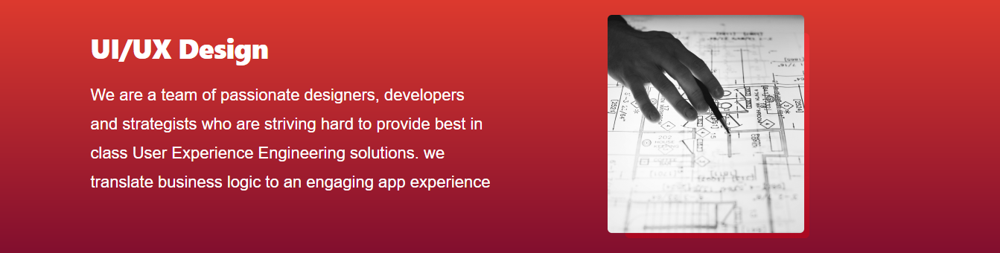 UI/UX Design
We are a team of passionate designers, developers
and strategists who are striving hard to provide best in
class User Experience Engineering solutions. we
translate business logic to an engaging app experience
202
HOUSE
KEEPING